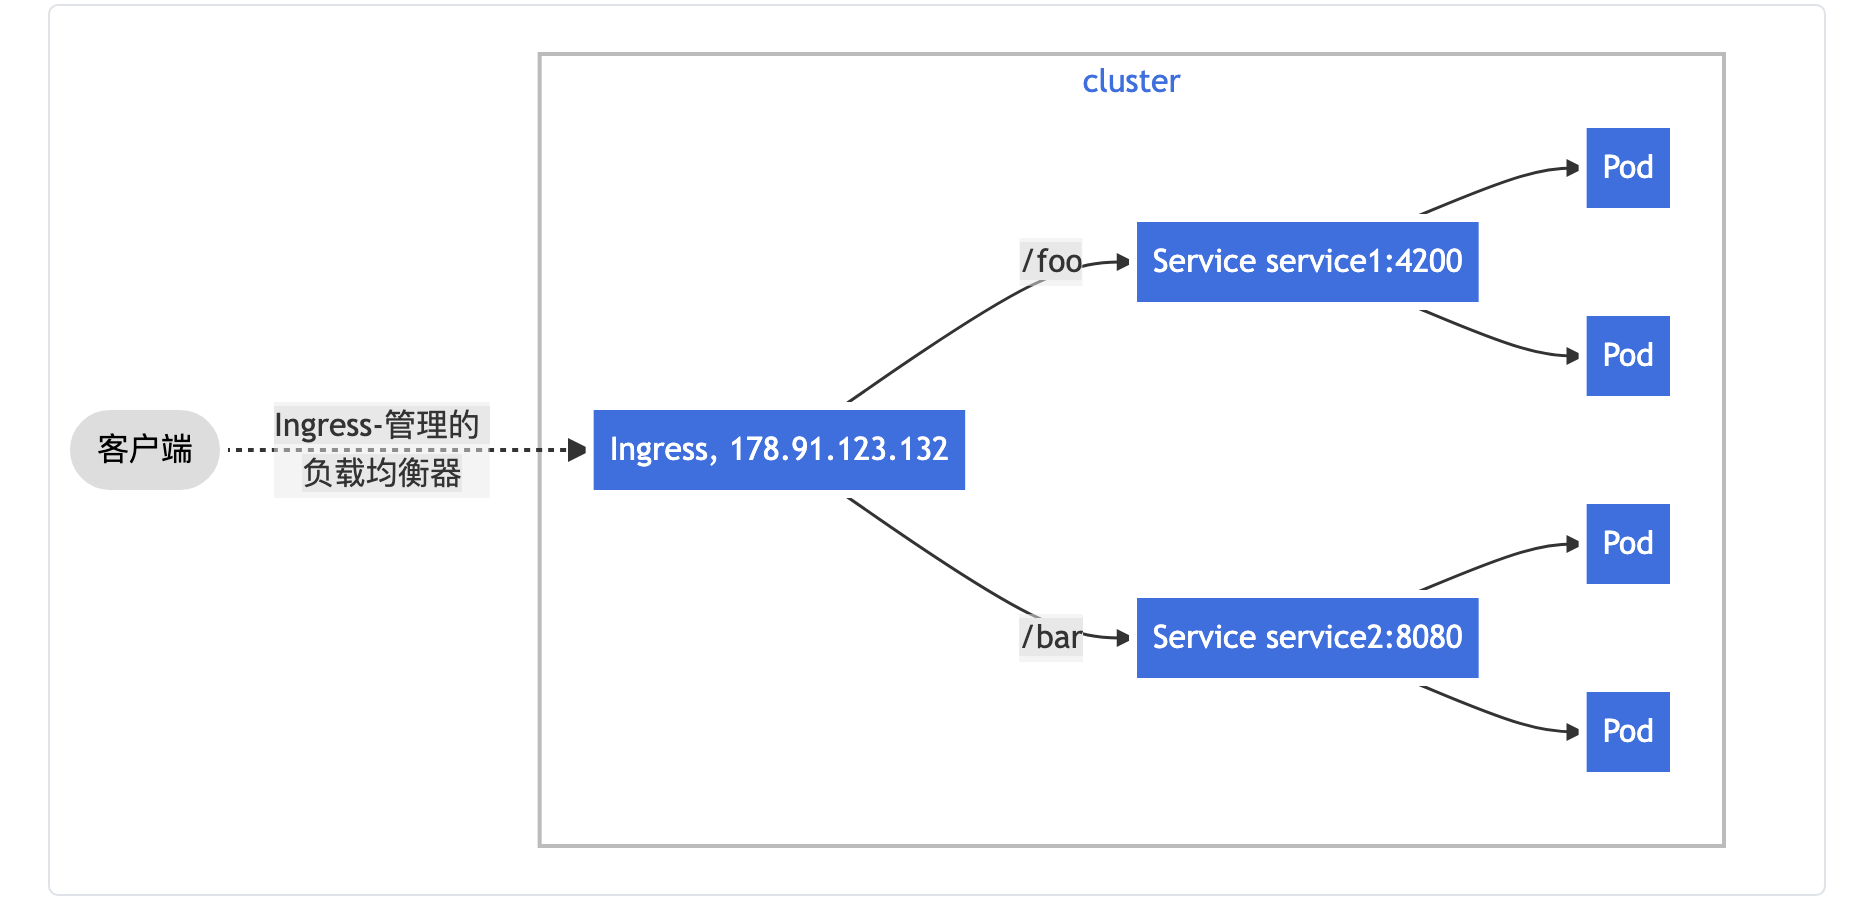 cluster
客户端
Ingress-管理的
负载均衡器
Ingress, 178.91.123.132
/foo
Service service1:4200
Pod
Pod
/bar
Service service2:8080
Pod
Pod